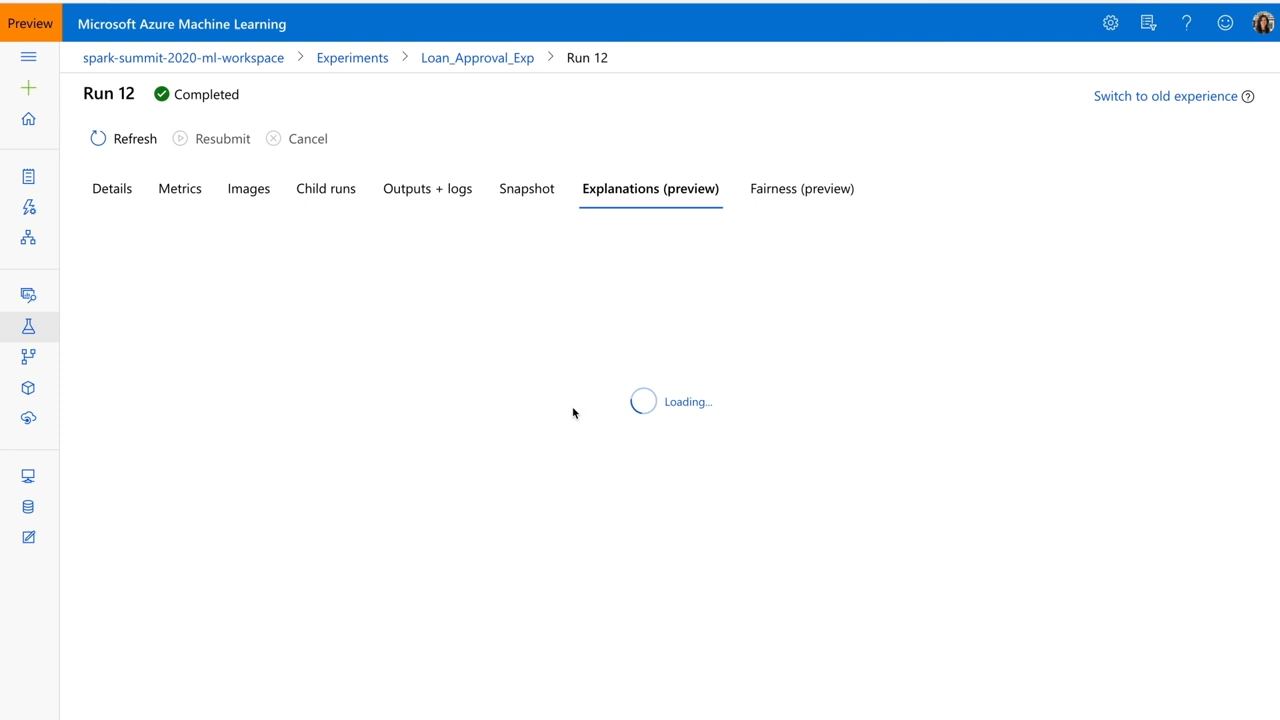 Preview
Microsoft Azure Machine Learning
spark-summit-2020-ml-workspace > Experiments > Loan_Approval_Exp > Run 12
Run 12 Completed
Switch to old experience
Refresh Resubmit Cancel
Details Metrics Images Child runs Outputs + logs Snapshot Explanations (preview) Fairness (preview)
Loading...